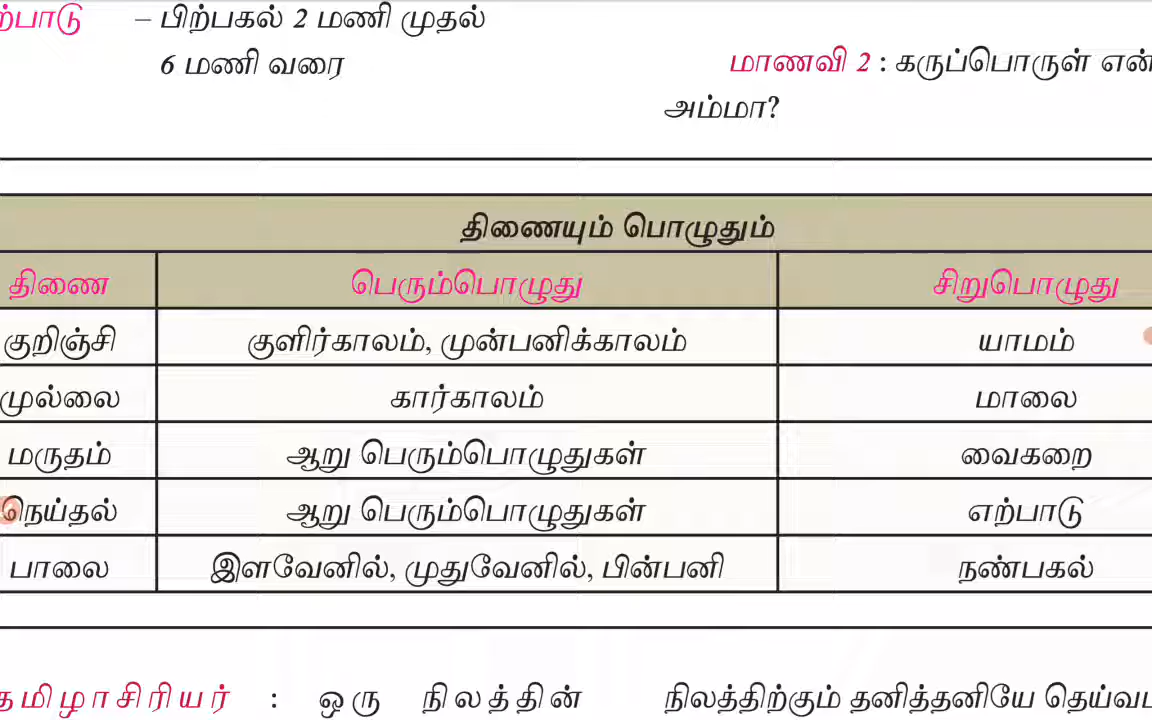 – பிற்பகல் 2 மணி முதல்
6 மணி வரை
மாணவி 2 : கருப்பொருள்
அம்மா?
திணையும் பொழுதும்
திணை பெரும்பொழுது சிறுபொழுது
குறிஞ்சி குளிர்காலம், முன்பனிக்காலம் யாமம்
முல்லை கார்காலம் மாலை
மருதம் ஆறு பெரும்பொழுதுகள் வைகறை
நெய்தல் ஆறு பெரும்பொழுதுகள் எற்பாடு
பாலை இளவேனில், முதுவேனில், பின்பனி நண்பகல்
தமிழாசிரியர் : ஒரு நிலத்தின்
நிலத்திற்கும் தனித்தனியே